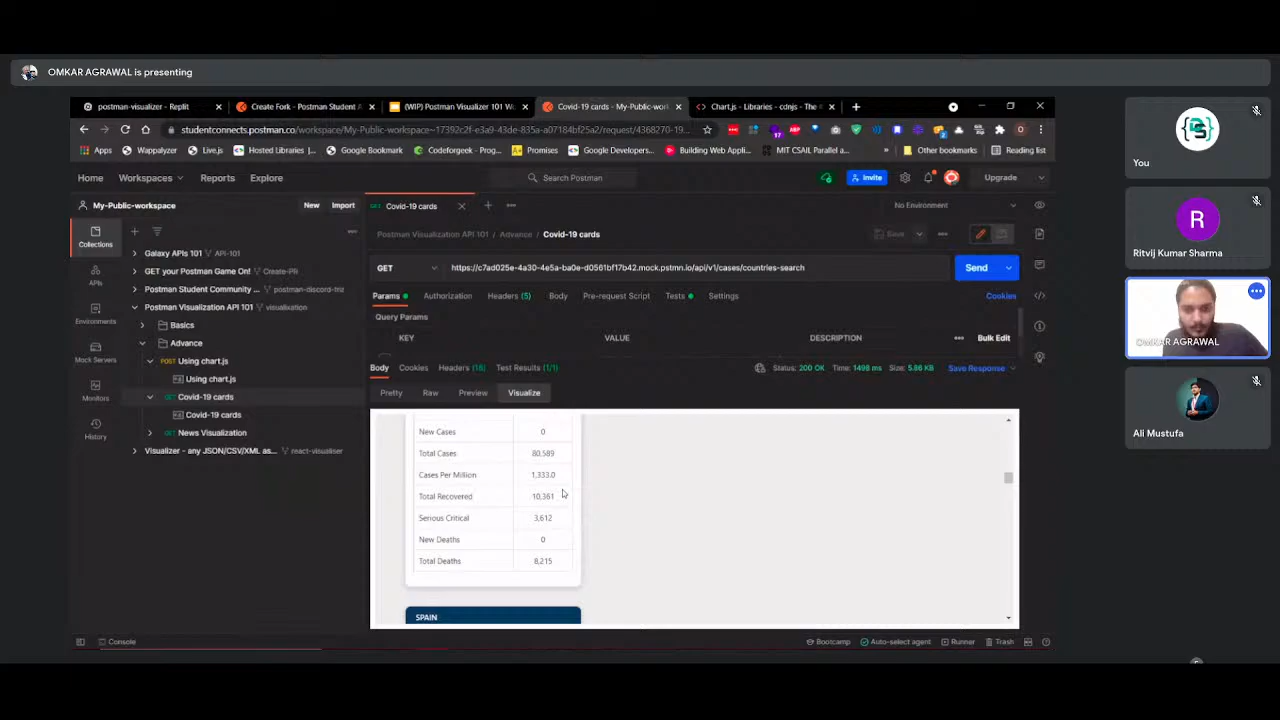 OMKAR AGRAWAL is presenting
postman-visualizer - Replit
Create Fork - Postman Student A
(WIP) Postman Visualizer 101 W
Covid-19 cards - My-Public-wor
Chart.js - Libraries - cdnjs - The
studentconnects.postman.co/workspace/My-Public-workspace~17392c2f-e3a9-43de-835a-a07184bf25a2/request/4368270-19...
Apps
Wappalyzer
Live.js
Hosted Libraries |...
Google Bookmark
Codeforgeek - Prog...
Promises
Google Developers...
Building Web Appl...
MIT CSAIL Parallel a...
»
Other bookmarks
Reading list
Home
Workspaces
Reports
Explore
Search Postman
Invite
Upgrade
My-Public-workspace
New
Import
GET Covid-19 cards
No Environment
Collections
APIs
Environments
Mock Servers
Monitors
History
Galaxy APIs 101
API-101
GET your Postman Game On!
Create-PR
Postman Student Community ...
postman-discord-triz
Postman Visualization API 101
visualisation
Basics
Advance
POST Using chart.js
Using chart.js
GET Covid-19 cards
Covid-19 cards
GET News Visualization
Visualizer - any JSON/CSV/XML as...
react-visualiser
Postman Visualization API 101 / Advance / Covid-19 cards
Save
GET
https://c7ad025e-4a30-4e5a-ba0e-d0561bf17b42.mock.pstmn.io/api/v1/cases/countries-search
Send
Params
Authorization
Headers (5)
Body
Pre-request Script
Tests
Settings
Cookies
Query Params
KEY
VALUE
DESCRIPTION
Bulk Edit
Body
Cookies
Headers (18)
Test Results (1/1)
Status: 200 OK
Time: 1498 ms
Size: 5.86 KB
Save Response
Pretty
Raw
Preview
Visualize
New Cases 0
Total Cases 80,589
Cases Per Million 1,333.0
Total Recovered 10,361
Serious Critical 3,612
New Deaths 0
Total Deaths 8,215
SPAIN
Console
Bootcamp
Auto-select agent
Runner
Trash
You
R
Ritvij Kumar Sharma
OMKAR AGRAWAL
Ali Mustufa